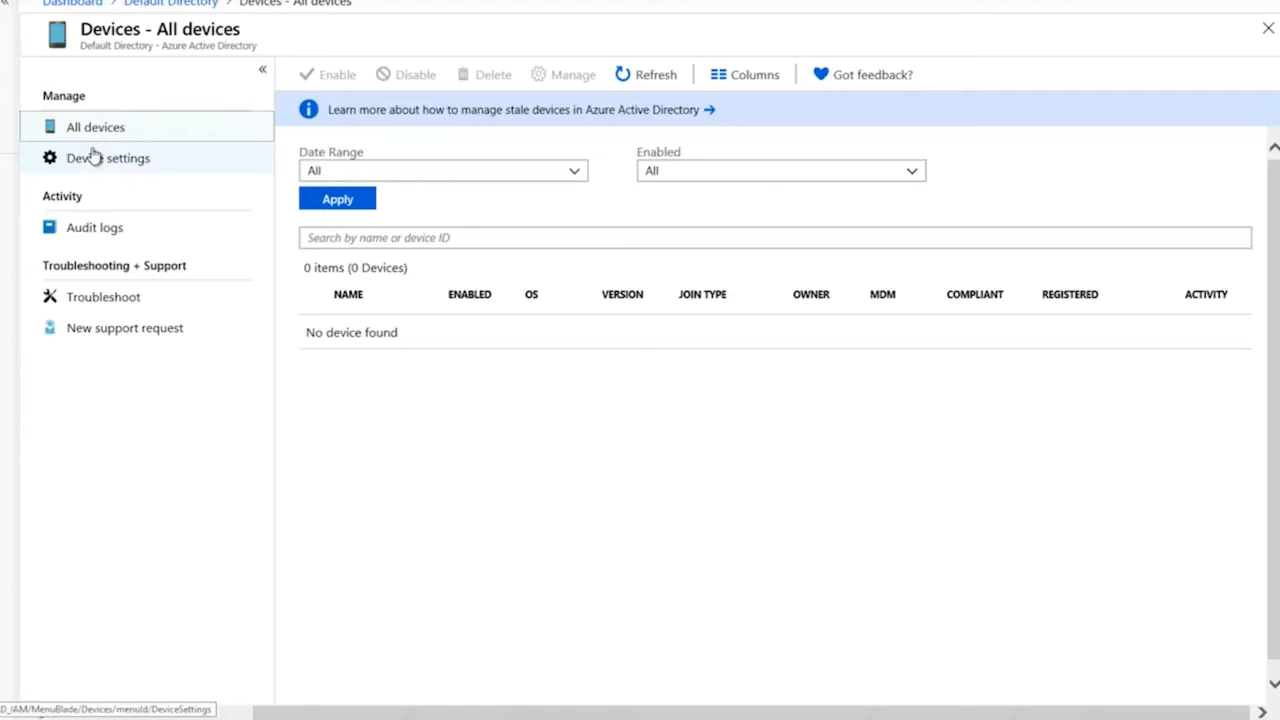 Dashboard > Default Directory > Devices - All devices
Devices - All devices
Default Directory - Azure Active Directory
Manage
All devices
Device settings
Activity
Audit logs
Troubleshooting + Support
Troubleshoot
New support request
Enable Disable Delete Manage Refresh Columns Got feedback?
Learn more about how to manage stale devices in Azure Active Directory →
Date Range Enabled
All All
Apply
Search by name or device ID
0 items (0 Devices)
NAME ENABLED OS VERSION JOIN TYPE OWNER MDM COMPLIANT REGISTERED ACTIVITY
No device found
D_IAM/MenuBlade/Devices/menuId/DeviceSettings